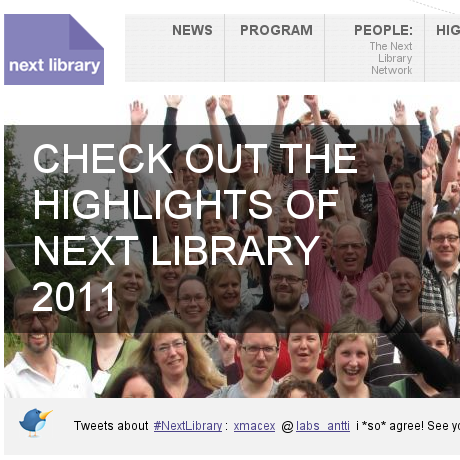 next library
NEWS
PROGRAM
PEOPLE:
The Next
Library
Network
HIG
CHECK OUT THE
HIGHLIGHTS OF
NEXT LIBRARY
2011
Tweets about #NextLibrary : xmacex @labs_antti i *so* agree! See yo